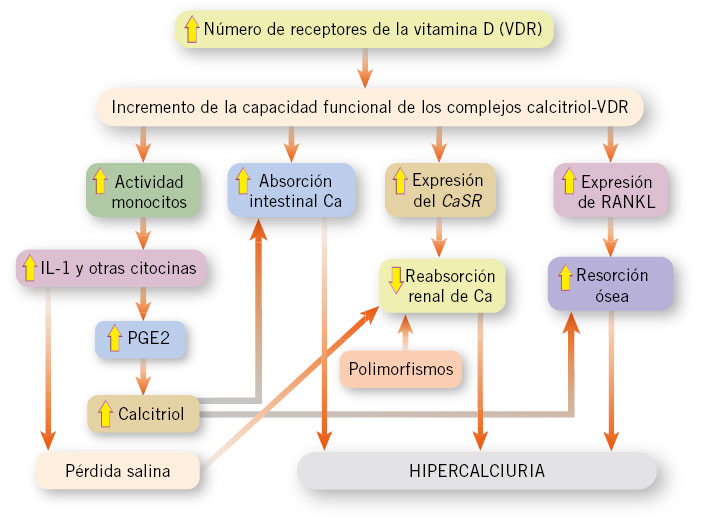 Número de receptores de la vitamina D (VDR)
Incremento de la capacidad funcional de los complejos calcitriol-VDR
Actividad
monocitos
Absorción
intestinal Ca
Expresión
del CaSR
Expresión
de RANKL
IL-1 y otras citocinas
Reabsorción
renal de Ca
Resorción
ósea
PGE2
Polimorfismos
Calcitriol
Pérdida salina
HIPERCALCIURIA